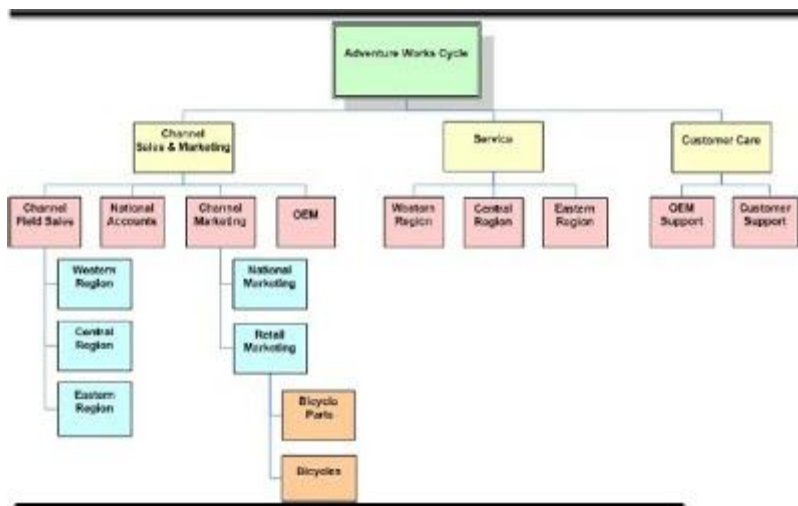 Adventure Works Cycle
Channel
Sales & Marketing
Service
Customer Care
Channel
Field Sales
National
Accounts
Channel
Marketing
OEM
Western
Region
Central
Region
Eastern
Region
OEM
Support
Customer
Support
Western
Region
National
Marketing
Central
Region
Retail
Marketing
Eastern
Region
Bicycle
Parts
Bicycles